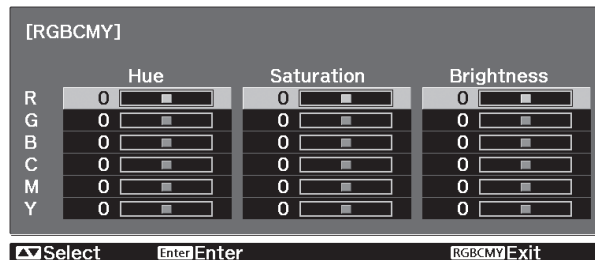 [RGBCMY]
Hue Saturation Brightness
R 0 0 0
G 0 0 0
B 0 0 0
C 0 0 0
M 0 0 0
Y 0 0 0
Select Enter Enter RGBCMY Exit